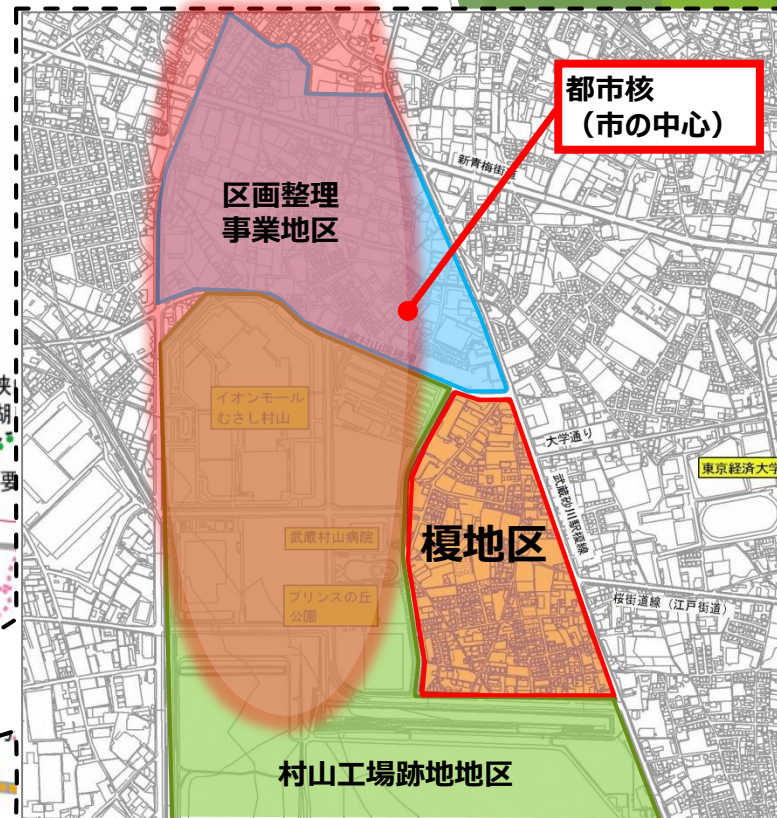 都市核
（市の中心）
新青梅街道
区画整理
事業地区
イオンモール
むさし村山
大学通り
東京経済大学
武蔵砂川駅榎線
榎地区
武蔵村山病院
プリンスの丘
公園
桜街道線（江戸街道）
村山工場跡地地区
狭
湖
要